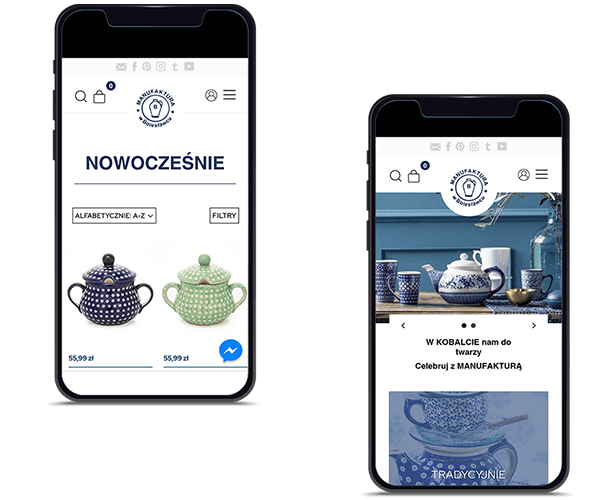 0
MANUFAKTURA
w Bolesławcu
NOWOCZEŚNIE
ALFABETYCZNIE: A-Z
FILTRY
55,99 zł
55,99 zł
0
MANUFAKTURA
w Bolesławcu
W KOBALCIE nam do
twarzy
Celebruj z MANUFAKTURĄ
TRADYCYJNIE